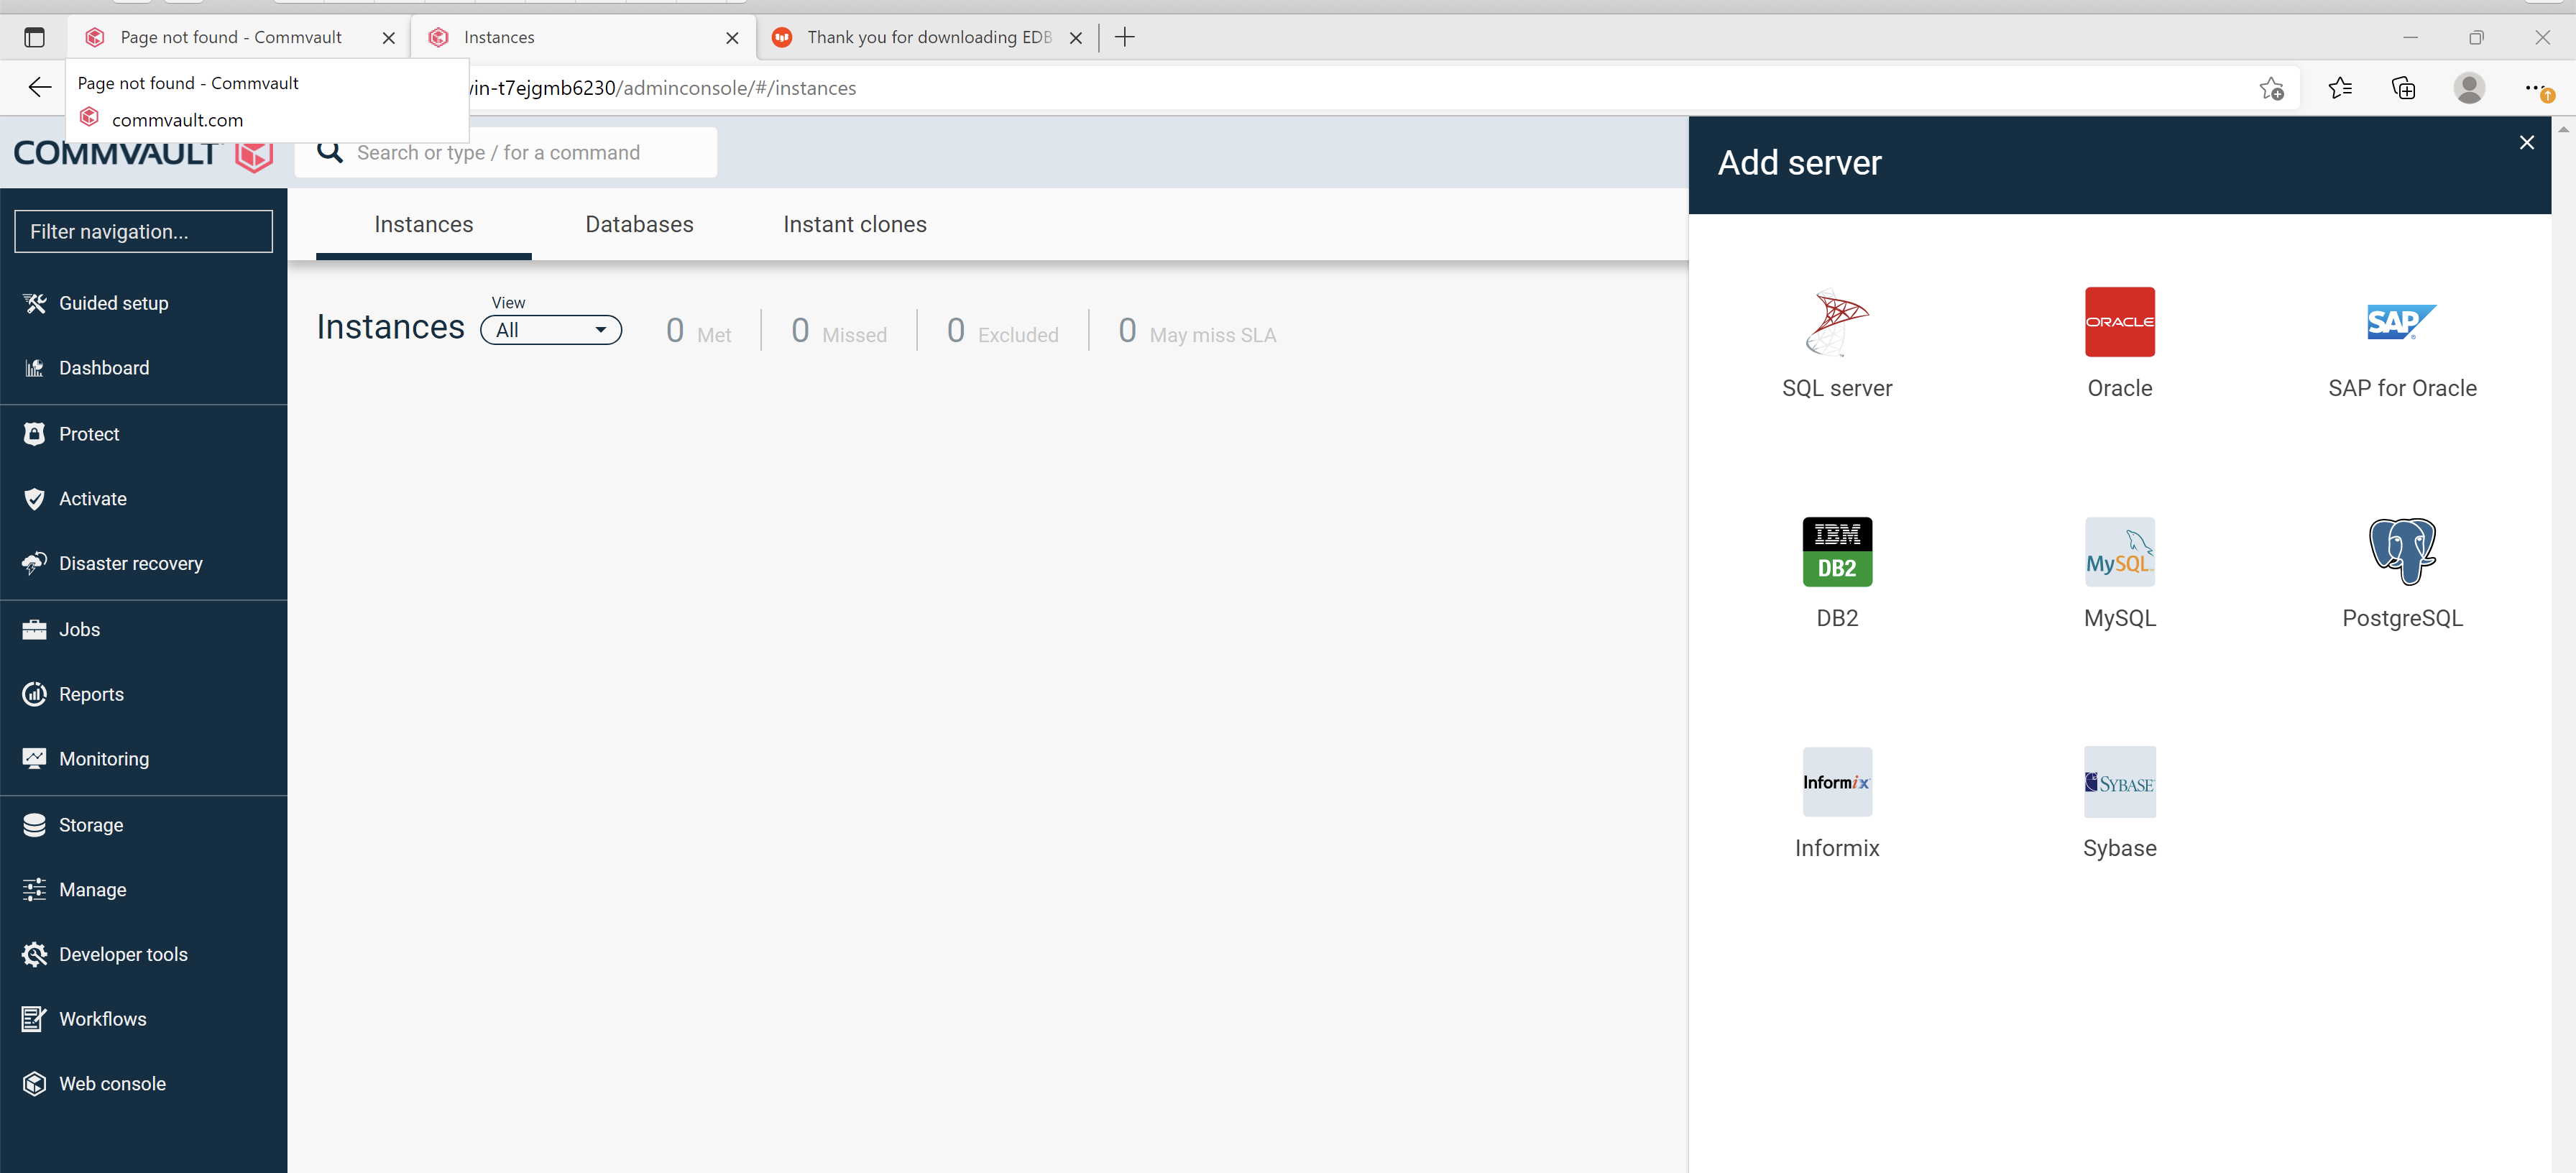 Page not found - Commvault
Instances
Thank you for downloading EDB
Page not found - Commvault
commvault.com
in-t7ejgmb6230/adminconsole/#/instances
COMMVAULT
Search or type / for a command
Add server
Filter navigation...
Guided setup
Dashboard
Protect
Activate
Disaster recovery
Jobs
Reports
Monitoring
Storage
Manage
Developer tools
Workflows
Web console
Instances
Databases
Instant clones
Instances
View
All
0 Met
0 Missed
0 Excluded
0 May miss SLA
SQL server
ORACLE
Oracle
SAP
SAP for Oracle
IBM
DB2
DB2
MySQL
MySQL
PostgreSQL
Informix
Informix
SYBASE
Sybase